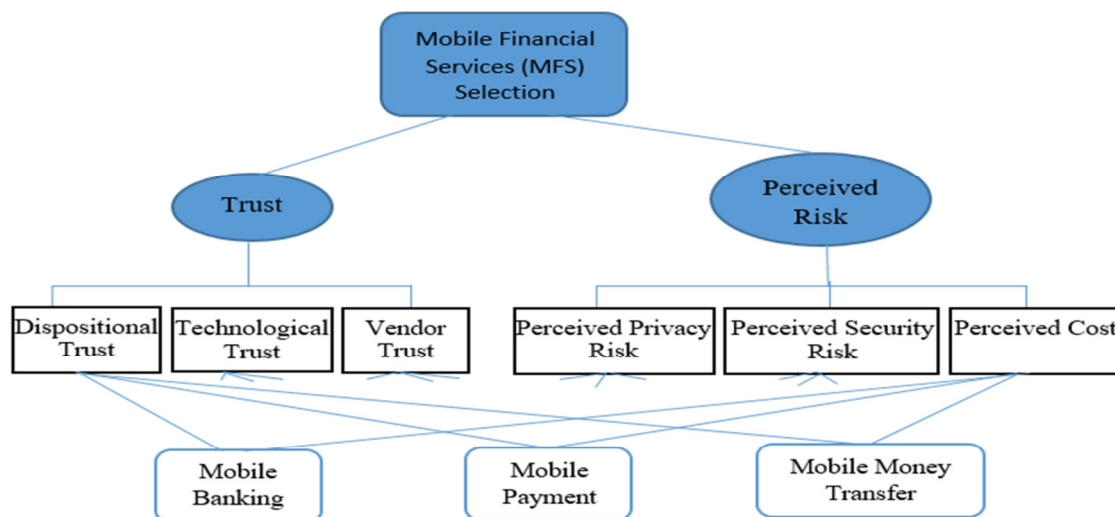 Mobile Financial
Services (MFS)
Selection
Trust
Perceived
Risk
Dispositional
Trust
Technological
Trust
Vendor
Trust
Perceived Privacy
Risk
Perceived Security
Risk
Perceived Cost
Mobile
Banking
Mobile
Payment
Mobile Money
Transfer